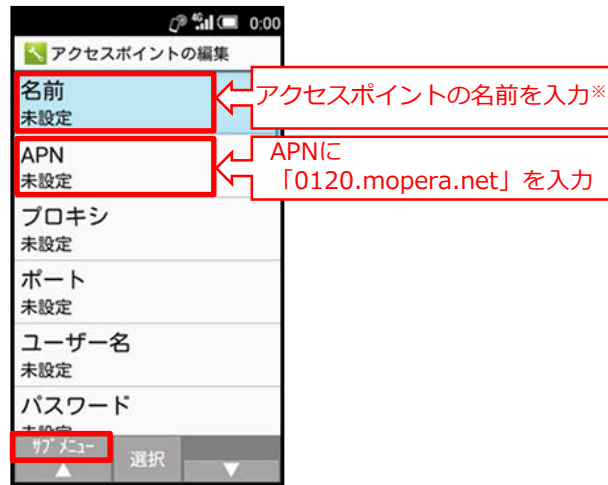 4G 0:00
アクセスポイントの編集
名前
未設定
アクセスポイントの名前を入力※
APN
未設定
APNに
「0120.mopera.net」を入力
プロキシ
未設定
ポート
未設定
ユーザー名
未設定
パスワード
未設定
ｻﾌﾞﾒﾆｭｰ
選択